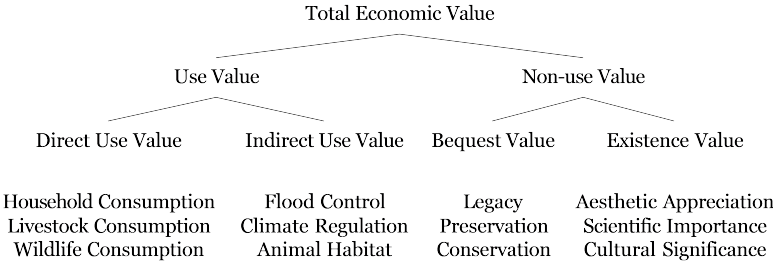 Total Economic Value
Use Value
Non-use Value
Direct Use Value
Indirect Use Value
Bequest Value
Existence Value
Household Consumption
Livestock Consumption
Wildlife Consumption
Flood Control
Climate Regulation
Animal Habitat
Legacy
Preservation
Conservation
Aesthetic Appreciation
Scientific Importance
Cultural Significance